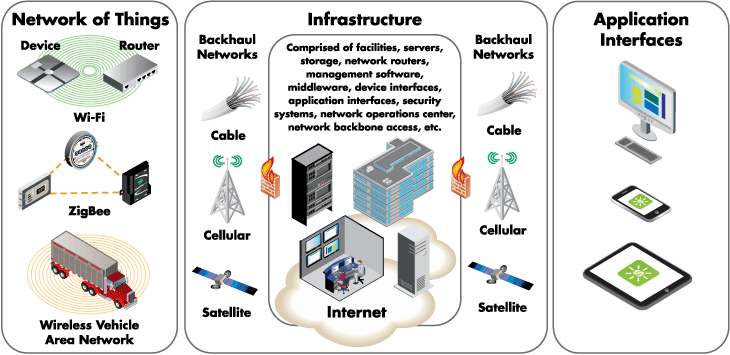 Network of Things
Device
Router
Wi-Fi
ZigBee
Wireless Vehicle
Area Network
Infrastructure
Backhaul
Networks
Cable
Cellular
Satellite
Comprised of facilities, servers,
storage, network routers,
management software,
middleware, device interfaces,
application interfaces, security
systems, network operations center,
network backbone access, etc.
Internet
Backhaul
Networks
Cable
Cellular
Satellite
Application
Interfaces